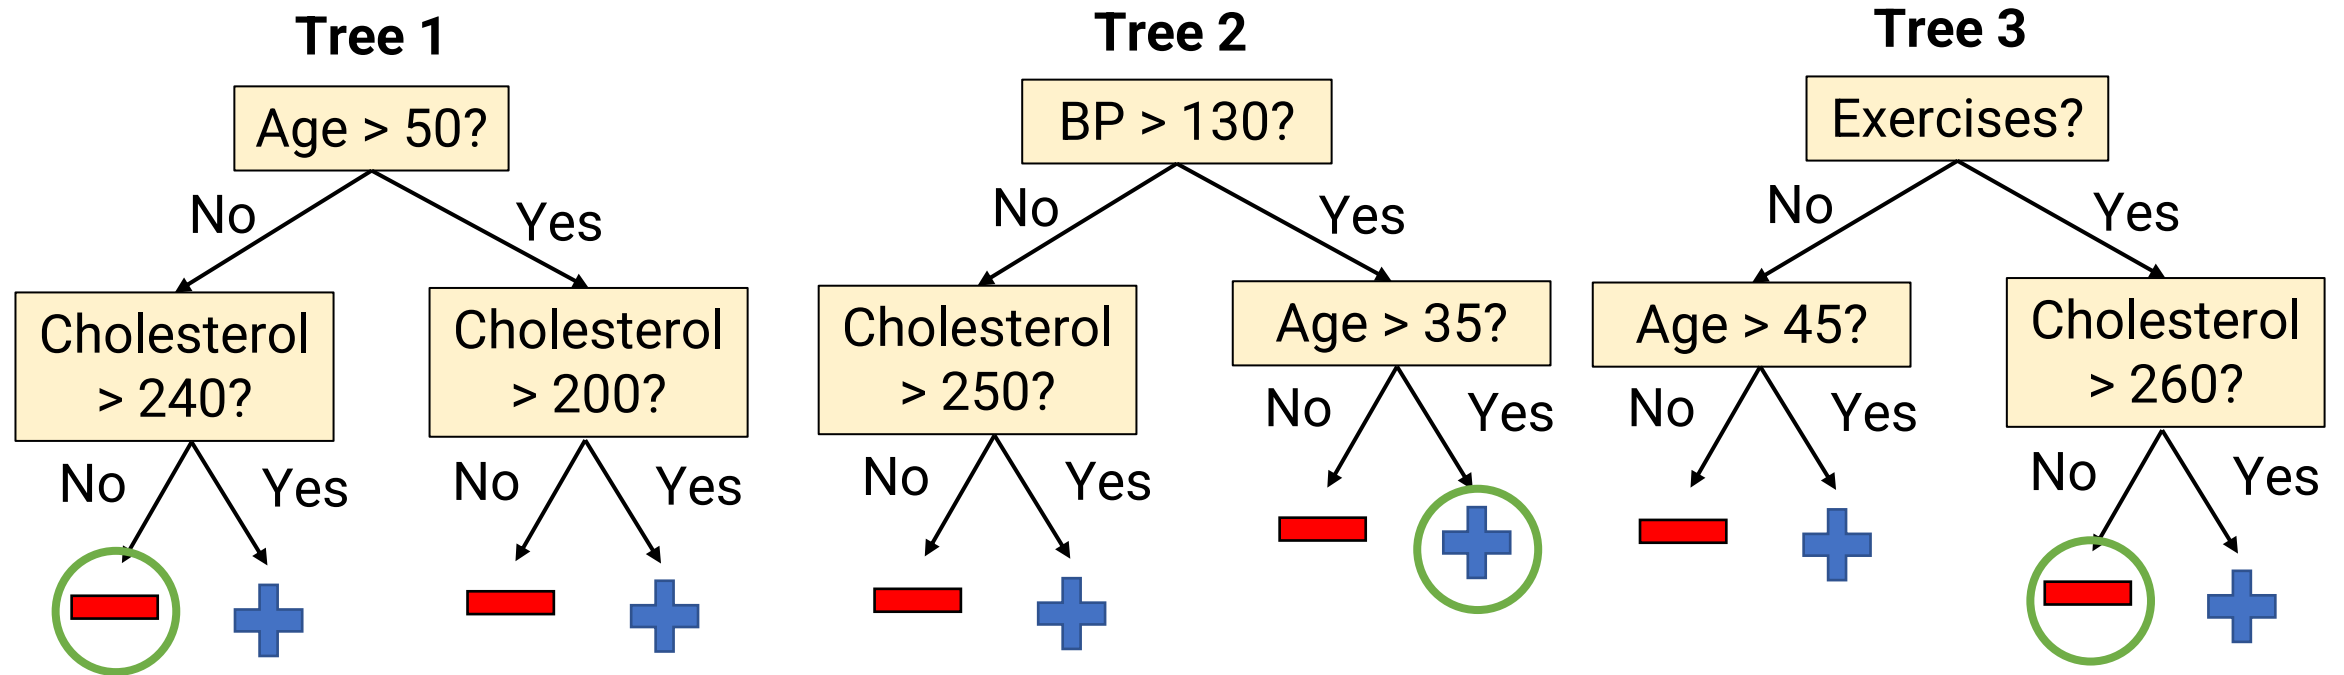 Tree 1
Age > 50?
No
Yes
Cholesterol
> 240?
Cholesterol
> 200?
No
Yes
No
Yes
Tree 2
BP > 130?
No
Yes
Cholesterol
> 250?
Age > 35?
No
Yes
No
Yes
Tree 3
Exercises?
No
Yes
Age > 45?
Cholesterol
> 260?
No
Yes
No
Yes